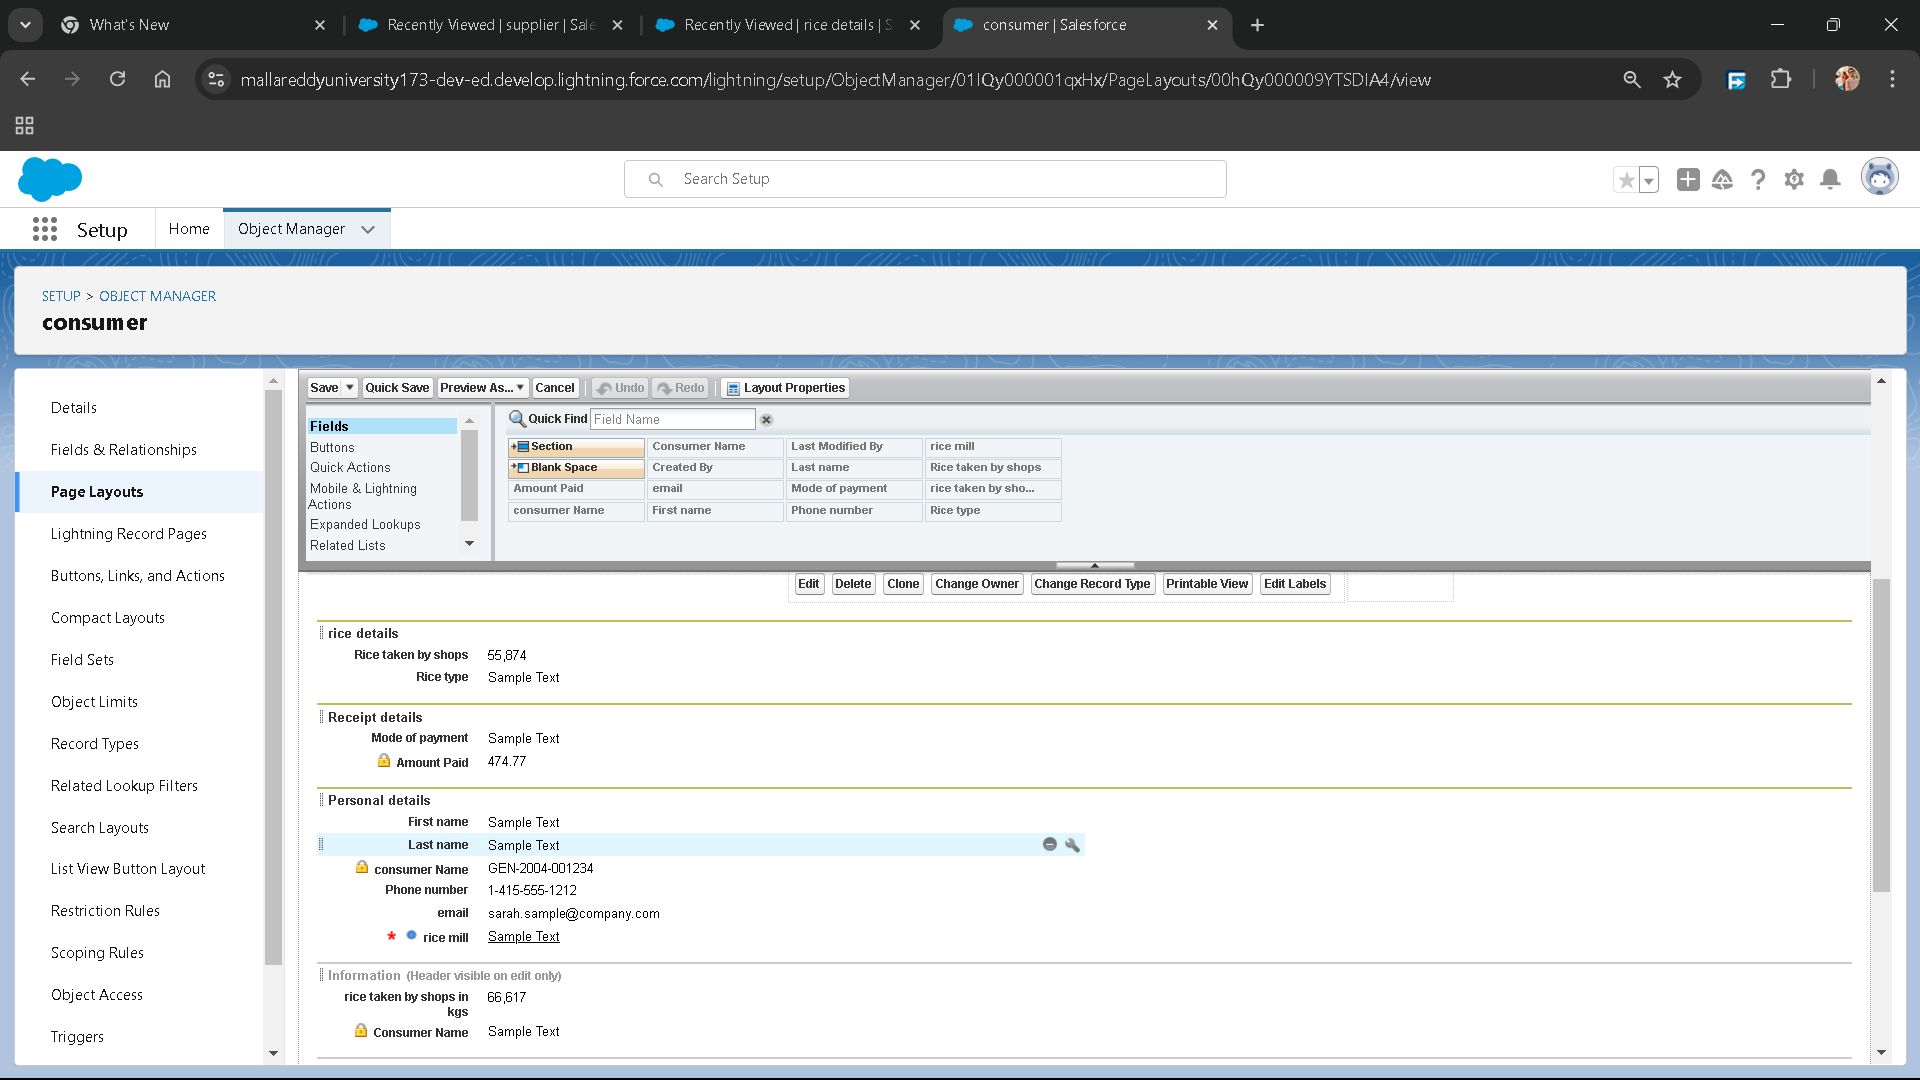 What's New
Recently Viewed | supplier | Sale
Recently Viewed | rice details | S
consumer | Salesforce
mallareddyuniversity173-dev-ed.develop.lightning.force.com/lightning/setup/ObjectManager/01IQy000001qxHx/PageLayouts/00hQy000009YTSDIA4/view
Search Setup
Setup
Home
Object Manager
SETUP > OBJECT MANAGER
consumer
Details
Fields & Relationships
Page Layouts
Lightning Record Pages
Buttons, Links, and Actions
Compact Layouts
Field Sets
Object Limits
Record Types
Related Lookup Filters
Search Layouts
List View Button Layout
Restriction Rules
Scoping Rules
Object Access
Triggers
Save Quick Save Preview As... Cancel Undo Redo Layout Properties
Fields
Buttons
Quick Actions
Mobile & Lightning
Actions
Expanded Lookups
Related Lists
Quick Find Field Name
Section Consumer Name Last Modified By rice mill
Blank Space Created By Last name Rice taken by shops
Amount Paid email Mode of payment rice taken by sho...
consumer Name First name Phone number Rice type
Edit Delete Clone Change Owner Change Record Type Printable View Edit Labels
rice details
Rice taken by shops 55,874
Rice type Sample Text
Receipt details
Mode of payment Sample Text
Amount Paid 474.77
Personal details
First name Sample Text
Last name Sample Text
consumer Name GEN-2004-001234
Phone number 1-415-555-1212
email sarah.sample@company.com
* rice mill Sample Text
Information (Header visible on edit only)
rice taken by shops in 66,617
kgs
Consumer Name Sample Text